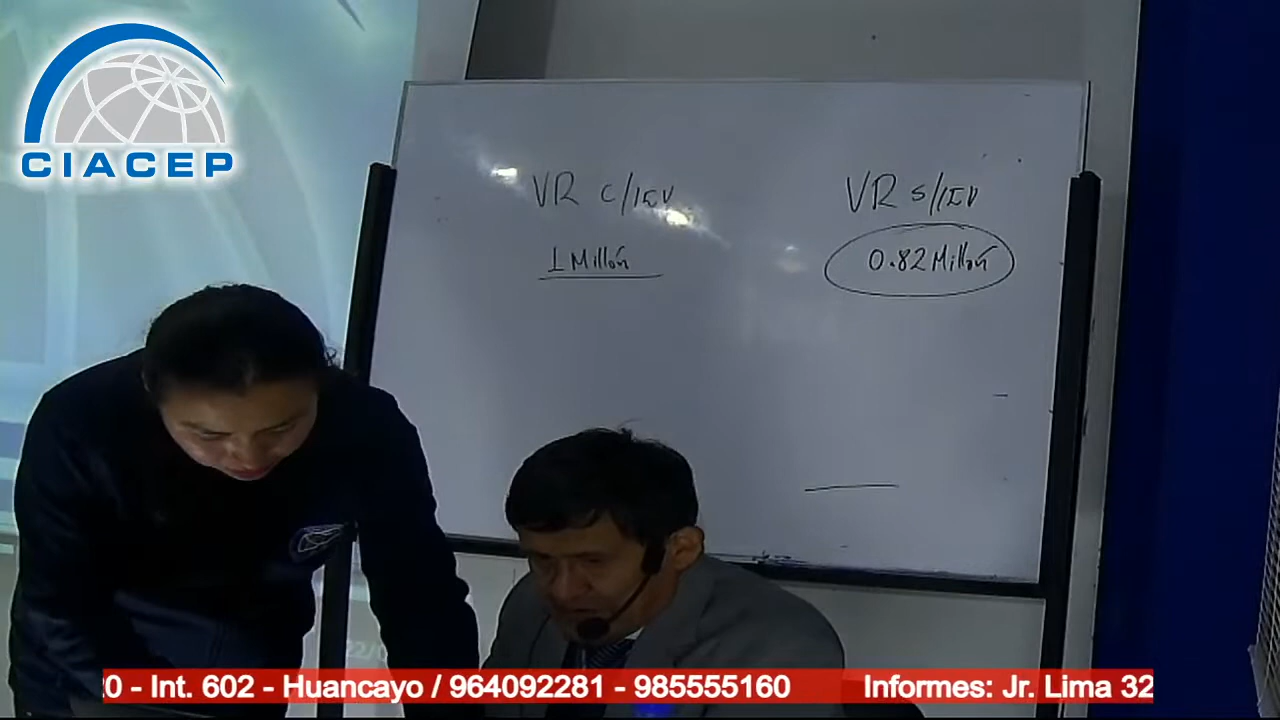 CIACEP
VR C/IGV
VR S/IGV
1 Millón
0.82 Millón
0 - Int. 602 - Huancayo / 964092281 - 985555160 Informes: Jr. Lima 32